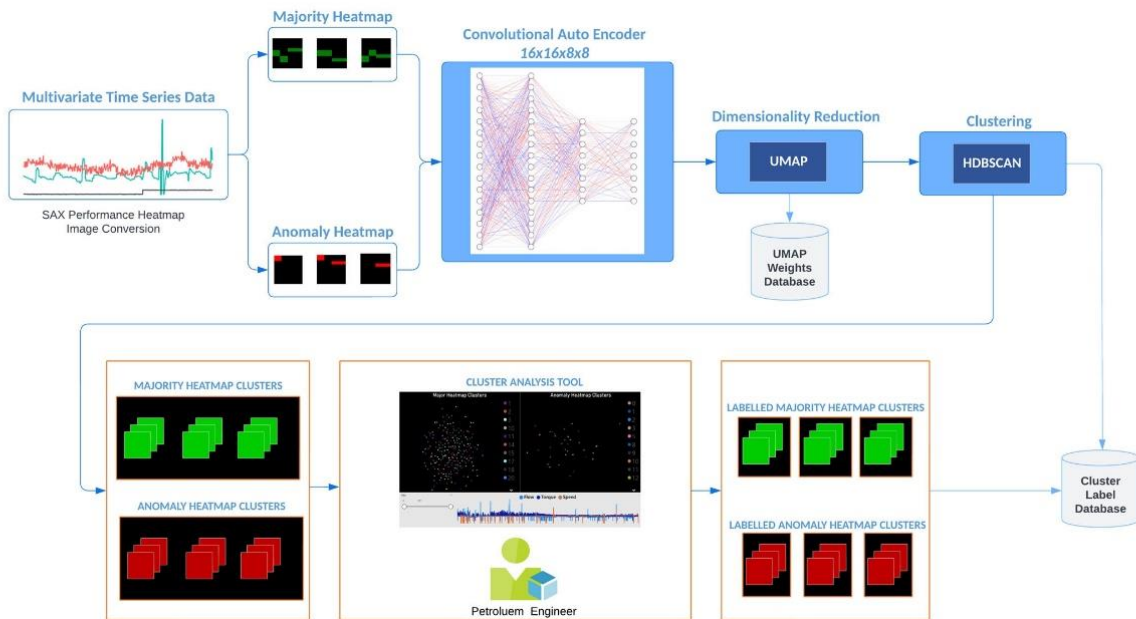 Majority Heatmap
Convolutional Auto Encoder
16x16x8x8
Multivariate Time Series Data
Dimensionality Reduction
Clustering
UMAP
HDBSCAN
SAX Performance Heatmap
Image Conversion
Anomaly Heatmap
UMAP
Weights
Database
MAJORITY HEATMAP CLUSTERS
CLUSTER ANALYSIS TOOL
Major Heatmap Clusters
Anomaly Heatmap Clusters
LABELLED MAJORITY HEATMAP CLUSTERS
ANOMALY HEATMAP CLUSTERS
Flow Torque Speed
LABELLED ANOMALY HEATMAP CLUSTERS
Cluster
Label
Database
Petroluem Engineer